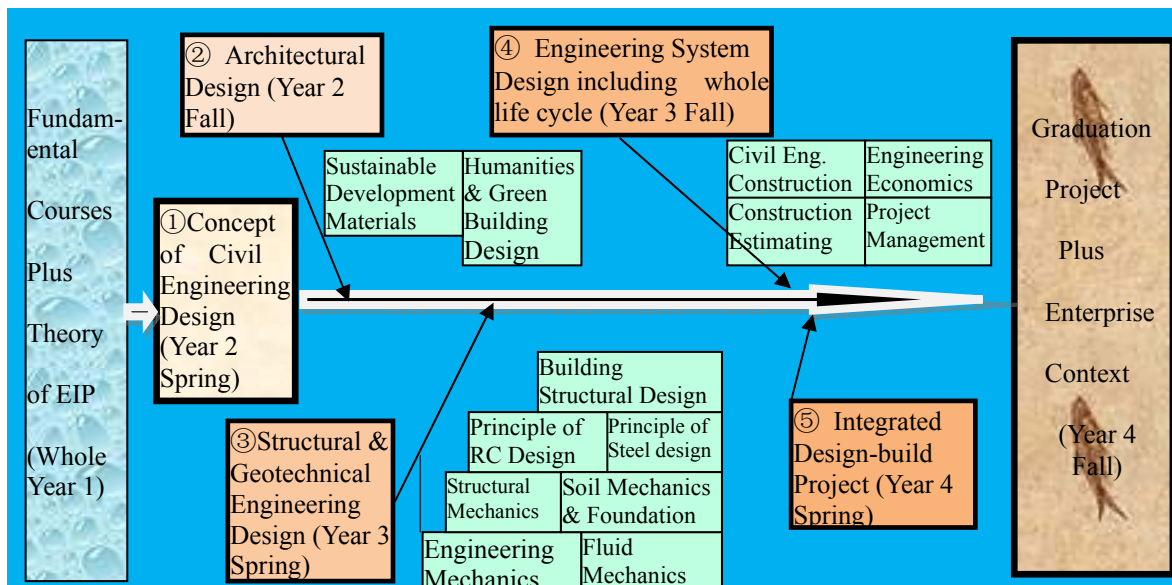 Fundam-
ental
Courses
Plus
Theory
of EIP
(Whole
Year 1)
①Concept
of Civil
Engineering
Design
(Year 2
Spring)
② Architectural
Design (Year 2
Fall)
Sustainable
Development
Materials
Humanities
& Green
Building
Design
③Structural &
Geotechnical
Engineering
Design (Year 3
Spring)
Building
Structural Design
Principle of
RC Design
Principle of
Steel design
Structural
Mechanics
Soil Mechanics
& Foundation
Engineering
Mechanics
Fluid
Mechanics
④ Engineering System
Design including whole
life cycle (Year 3 Fall)
Civil Eng.
Construction
Engineering
Economics
Construction
Estimating
Project
Management
⑤ Integrated
Design-build
Project (Year 4
Spring)
Graduation
Project
Plus
Enterprise
Context
(Year 4
Fall)